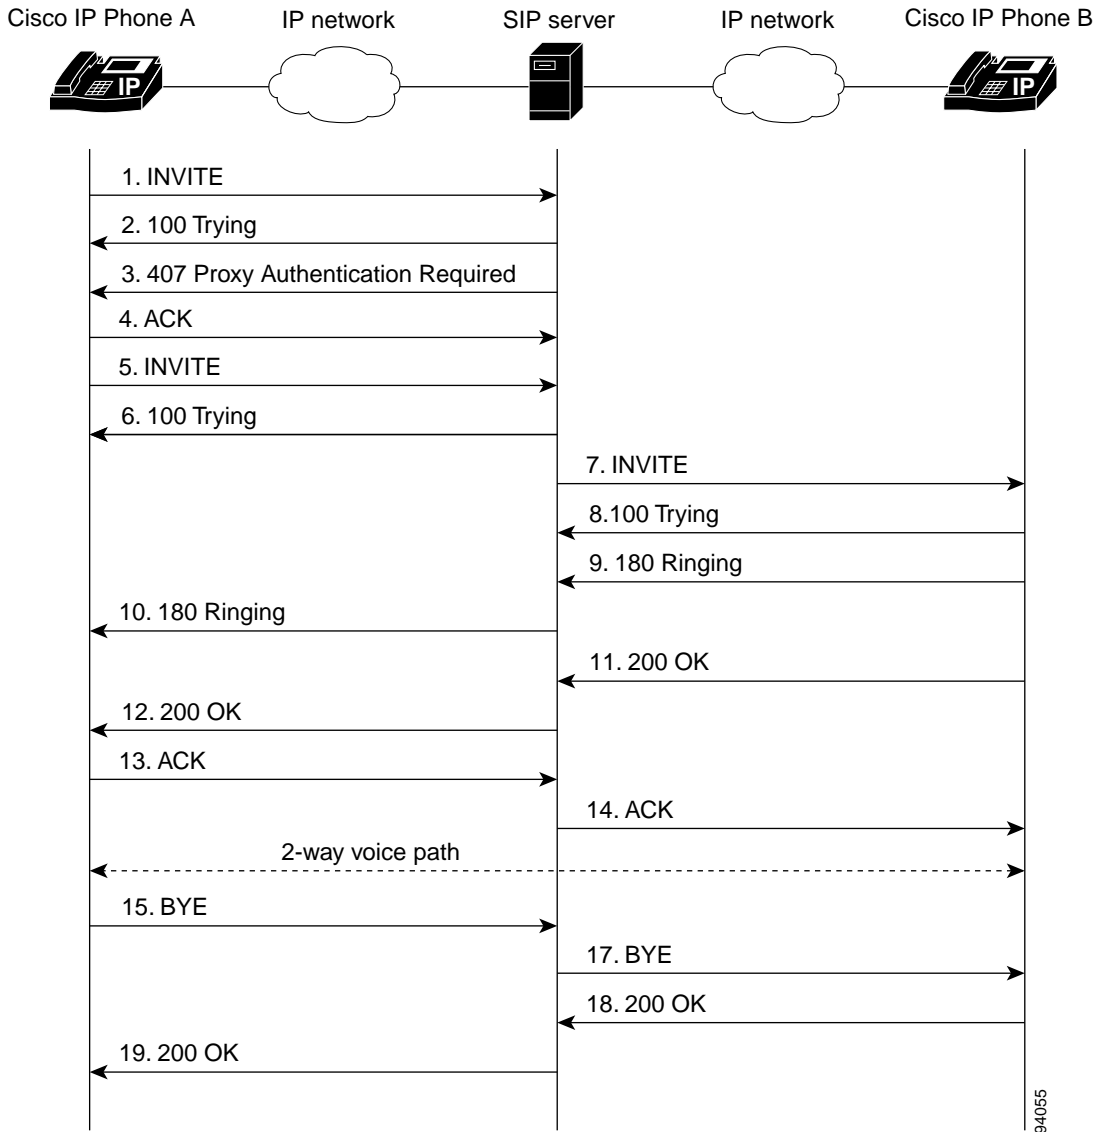 Cisco IP Phone A
IP network
SIP server
IP network
Cisco IP Phone B
IP
IP
1. INVITE
2. 100 Trying
3. 407 Proxy Authentication Required
4. ACK
5. INVITE
6. 100 Trying
7. INVITE
8.100 Trying
9. 180 Ringing
10. 180 Ringing
11. 200 OK
12. 200 OK
13. ACK
14. ACK
2-way voice path
15. BYE
17. BYE
18. 200 OK
19. 200 OK
94055